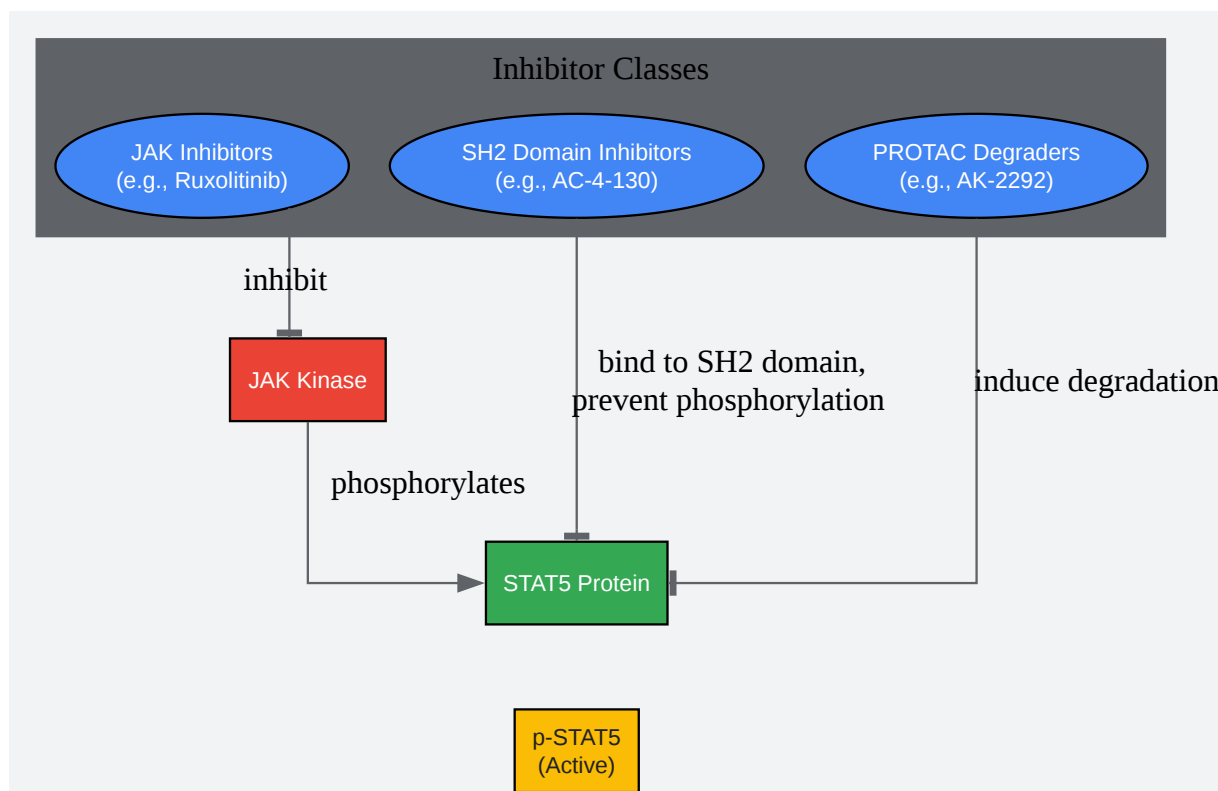 Inhibitor Classes
JAK Inhibitors
(e.g., Ruxolitinib)
SH2 Domain Inhibitors
(e.g., AC-4-130)
PROTAC Degraders
(e.g., AK-2292)
inhibit
JAK Kinase
bind to SH2 domain,
prevent phosphorylation
induce degradation
phosphorylates
STAT5 Protein
p-STAT5
(Active)